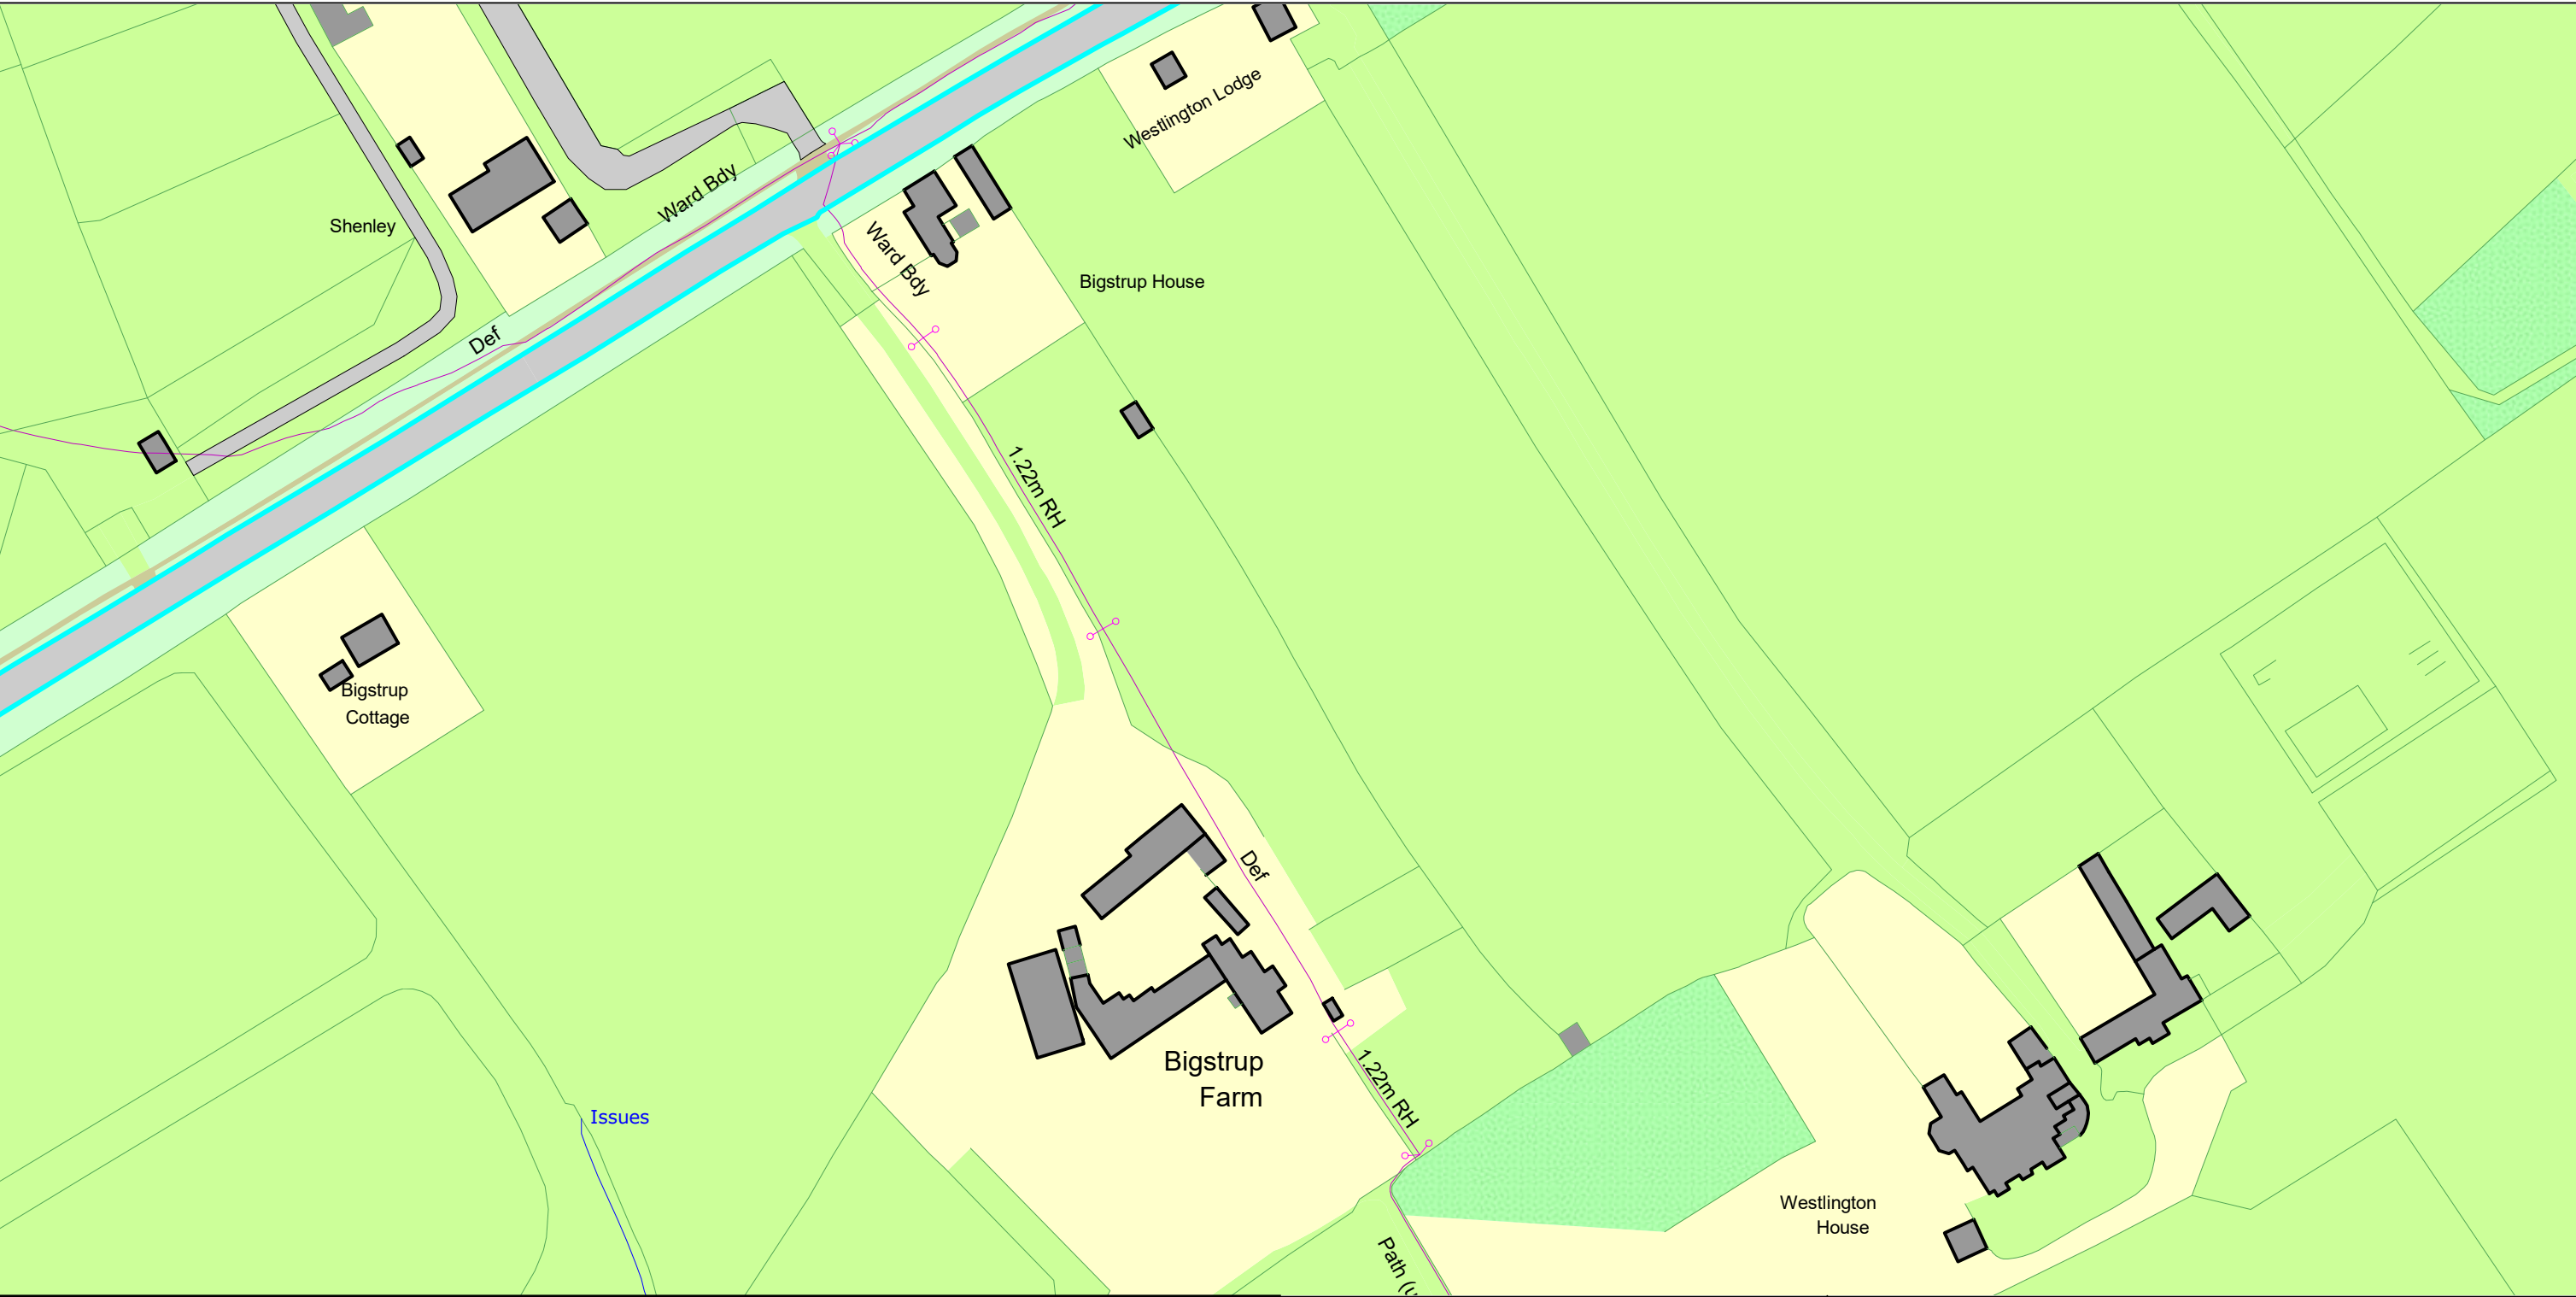 Westlington Lodge
Ward Bdy
Shenley
Ward Bdy
Bigstrup House
Def
1.22m RH
Bigstrup
Cottage
Def
Bigstrup
Farm
1.22m RH
Issues
Westlington
House
Path (u